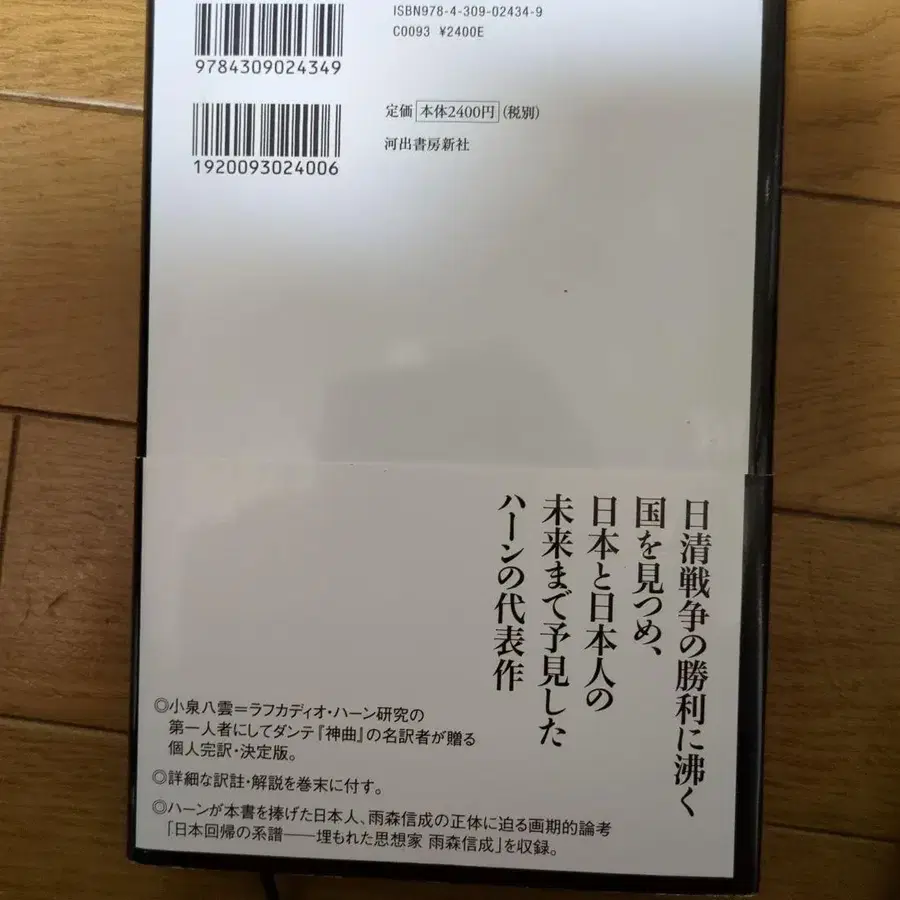 ISBN978-4-309-02434-9
C0093 ¥2400E
9784309024349
定価 本体2400円(税別)
河出書房新社
1920093024006
日清戦争の勝利に沸く
国を見つめ、
日本と日本人の
未来まで予見した
ハーンの代表作
◎小泉八雲=ラフカディオ・ハーン研究の
第一人者にしてダンテ『神曲』の名訳者が贈る
個人完訳・決定版。
◎詳細な訳註・解説を巻末に付す。
◎ハーンが本書を捧げた日本人、雨森信成の正体に迫る画期的論考
「日本回帰の系譜――埋もれた思想家 雨森信成」を収録。